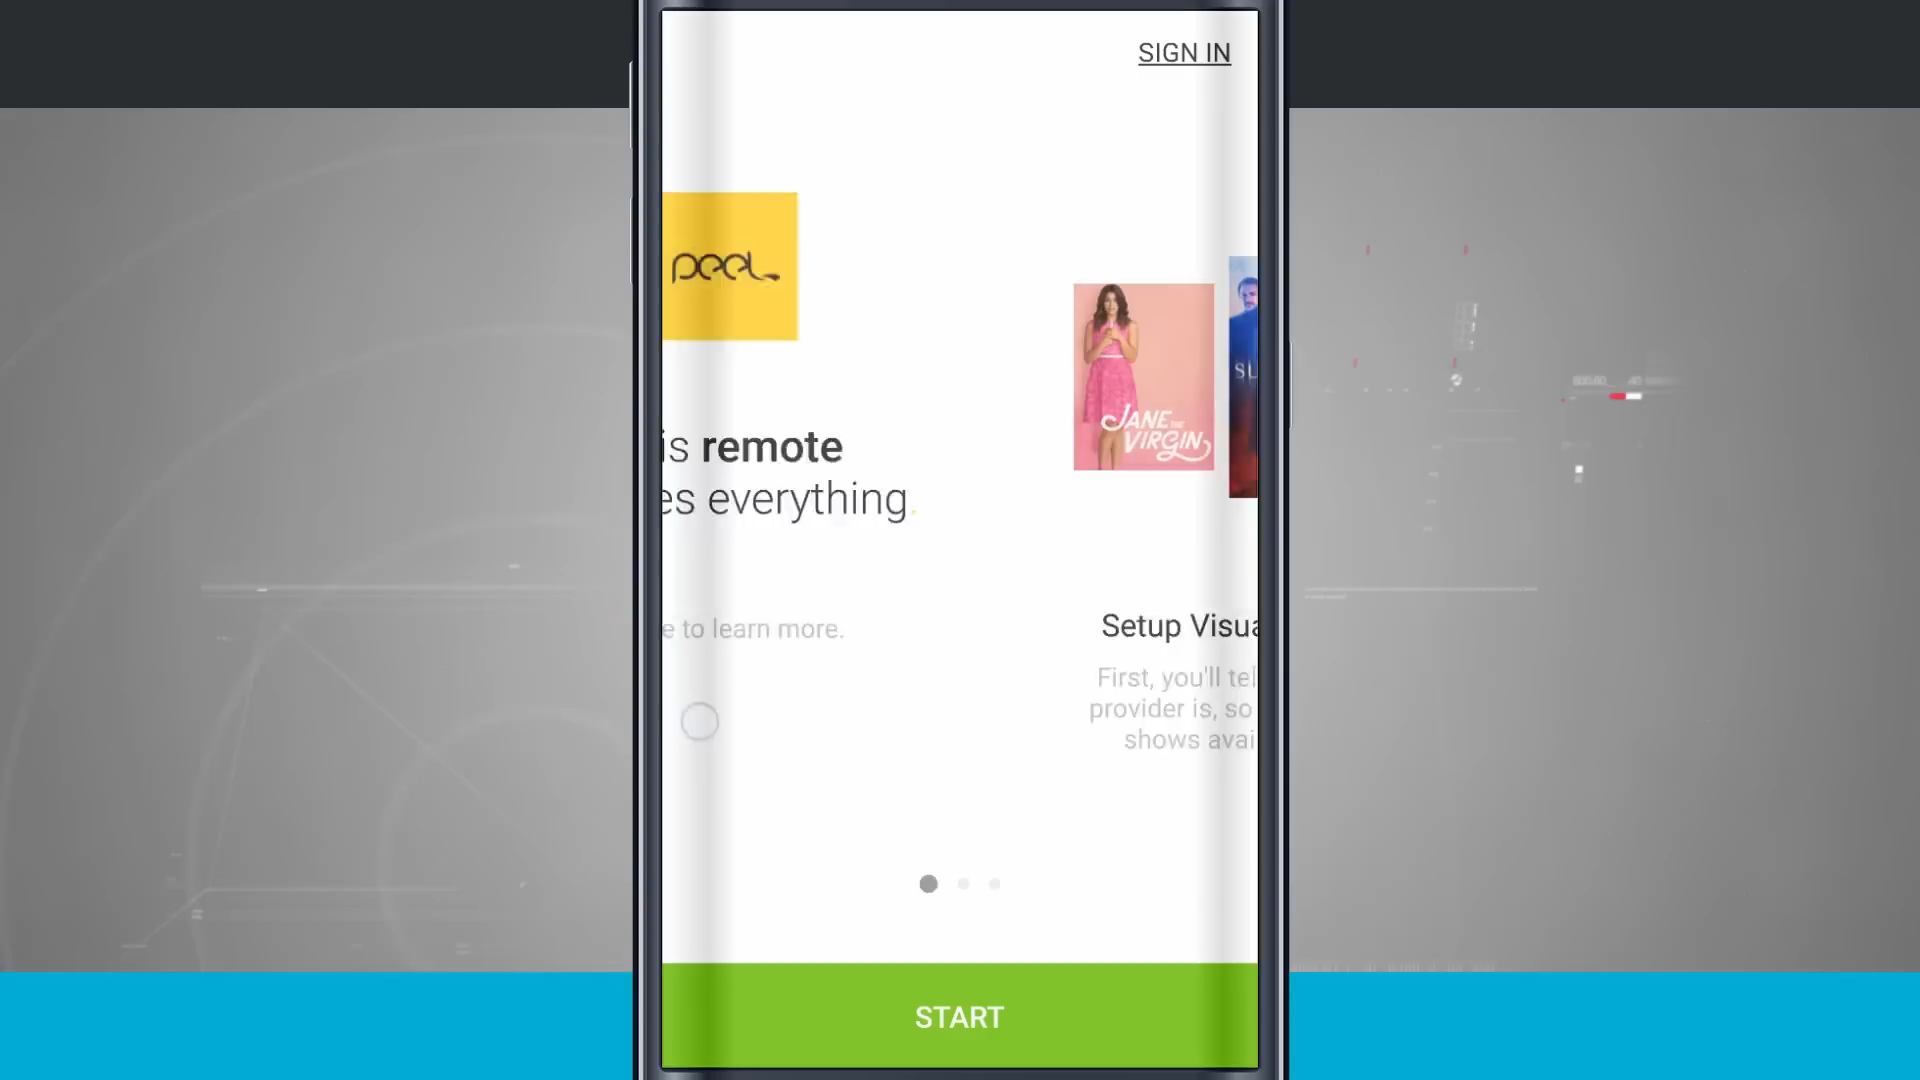 SIGN IN
peel
is remote
es everything.
JANE THE VIRGIN
SL
e to learn more.
Setup Visua
First, you'll tel
provider is, so
shows avai
START